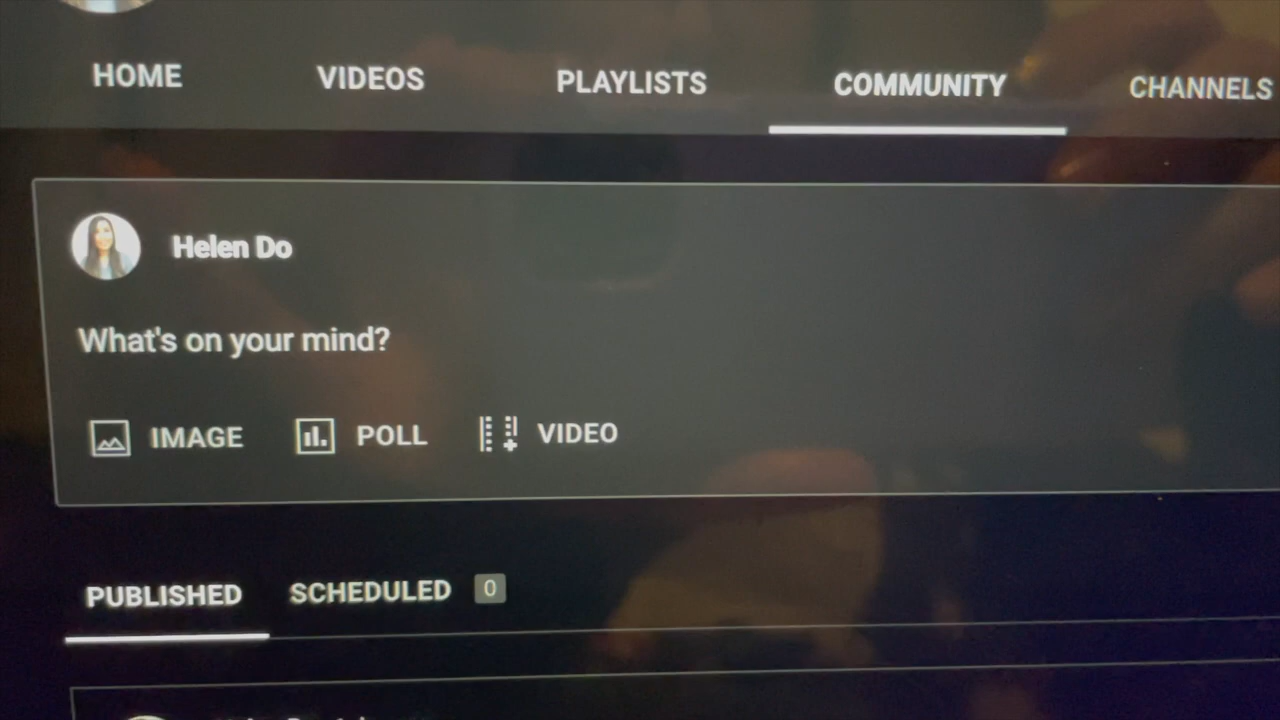 HOME VIDEOS PLAYLISTS COMMUNITY CHANNELS
Helen Do
What's on your mind?
IMAGE POLL VIDEO
PUBLISHED SCHEDULED 0